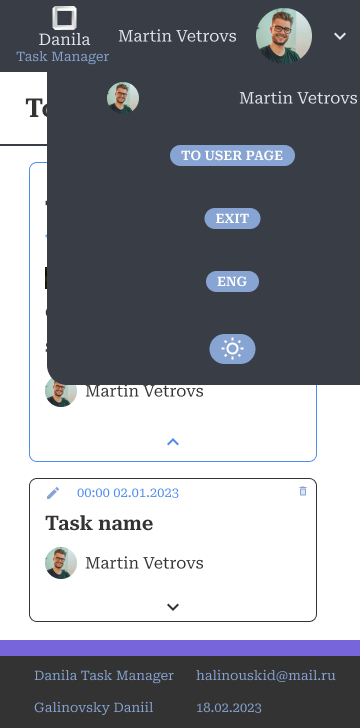 Danila
Task Manager
Martin Vetrovs
Martin Vetrovs
TO USER PAGE
EXIT
ENG
Martin Vetrovs
00:00 02.01.2023
Task name
Martin Vetrovs
Danila Task Manager
halinouskid@mail.ru
Galinovsky Daniil
18.02.2023